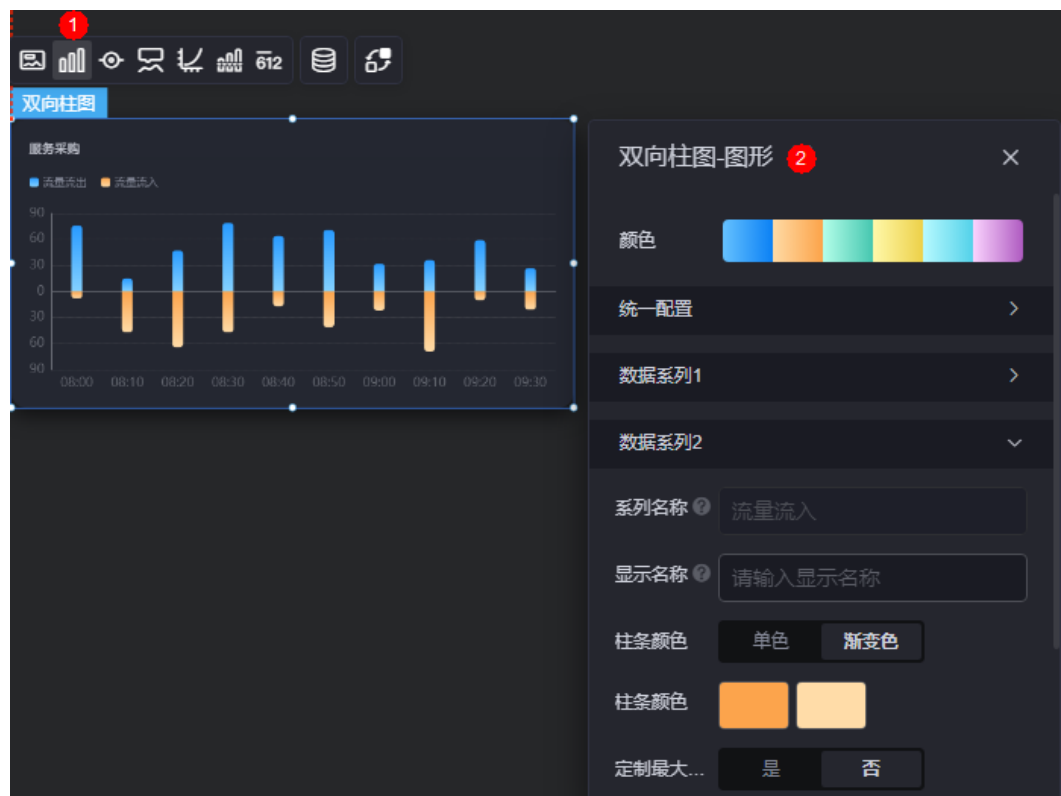 1
612
双向柱图
服务采购
流量流出 流量流入
90
60
30
0
30
60
90
08:00 08:10 08:20 08:30 08:40 08:50 09:00 09:10 09:20 09:30
双向柱图-图形 2
颜色
统一配置
数据系列1
数据系列2
系列名称 ? 流量流入
显示名称 ? 请输入显示名称
柱条颜色 单色 渐变色
柱条颜色
定制最大... 是 否